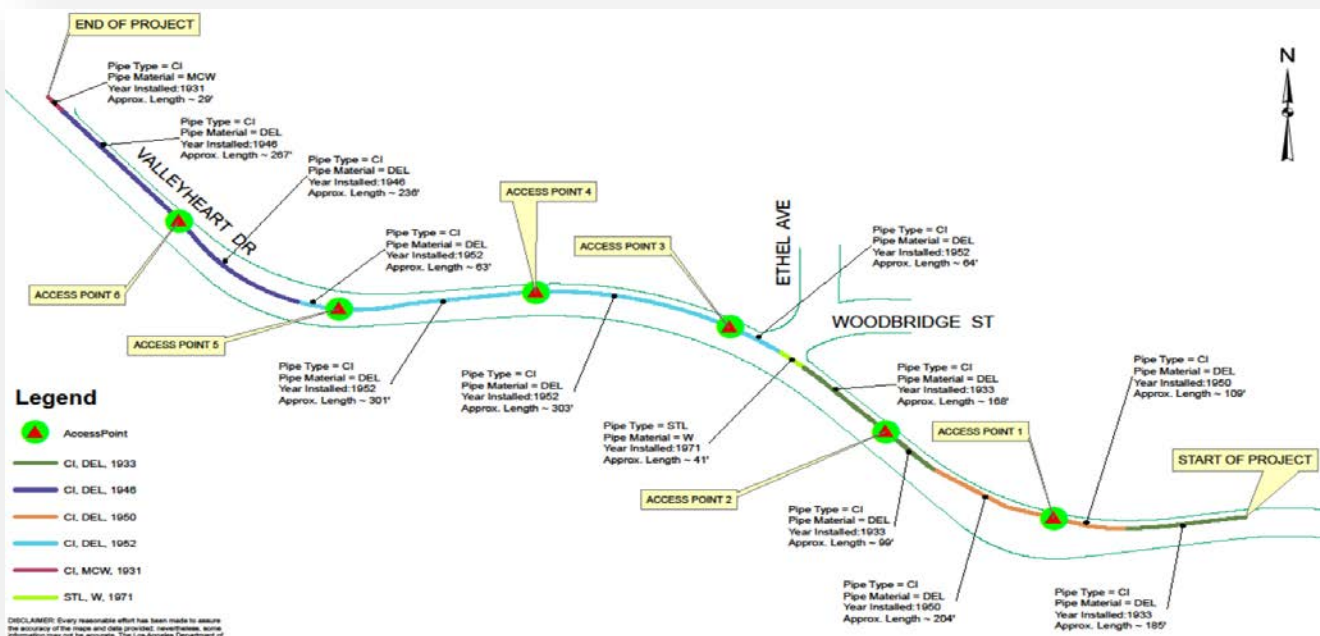 END OF PROJECT
Pipe Type = CI
Pipe Material = MCW
Year Installed:1931
Approx. Length ~ 29'
Pipe Type = CI
Pipe Material = DEL
Year Installed:1946
Approx. Length ~ 267'
VALLEYHEART DR
Pipe Type = CI
Pipe Material = DEL
Year Installed:1946
Approx. Length ~ 236'
N
ACCESS POINT 4
ETHEL AVE
Pipe Type = CI
Pipe Material = DEL
Year Installed:1952
Approx. Length ~ 63'
ACCESS POINT 3
Pipe Type = CI
Pipe Material = DEL
Year Installed:1952
Approx. Length ~ 64'
ACCESS POINT 6
ACCESS POINT 5
WOODBRIDGE ST
Pipe Type = CI
Pipe Material = DEL
Year Installed:1952
Approx. Length ~ 301'
Pipe Type = CI
Pipe Material = DEL
Year Installed:1952
Approx. Length ~ 303'
Pipe Type = CI
Pipe Material = DEL
Year Installed:1933
Approx. Length ~ 168'
Pipe Type = CI
Pipe Material = DEL
Year Installed:1950
Approx. Length ~ 109'
Pipe Type = STL
Pipe Material = W
Year Installed:1971
Approx. Length ~ 41'
ACCESS POINT 1
START OF PROJECT
ACCESS POINT 2
Pipe Type = CI
Pipe Material = DEL
Year Installed:1933
Approx. Length ~ 99'
Pipe Type = CI
Pipe Material = DEL
Year Installed:1950
Approx. Length ~ 204'
Pipe Type = CI
Pipe Material = DEL
Year Installed:1933
Approx. Length ~ 185'
Legend
AccessPoint
CI, DEL, 1933
CI, DEL, 1946
CI, DEL, 1950
CI, DEL, 1952
CI, MCW, 1931
STL, W, 1971
DISCLAIMER: Every reasonable effort has been made to assure
the accuracy of the maps and data provided; nevertheless, some
information may not be accurate. The Los Angeles Department of